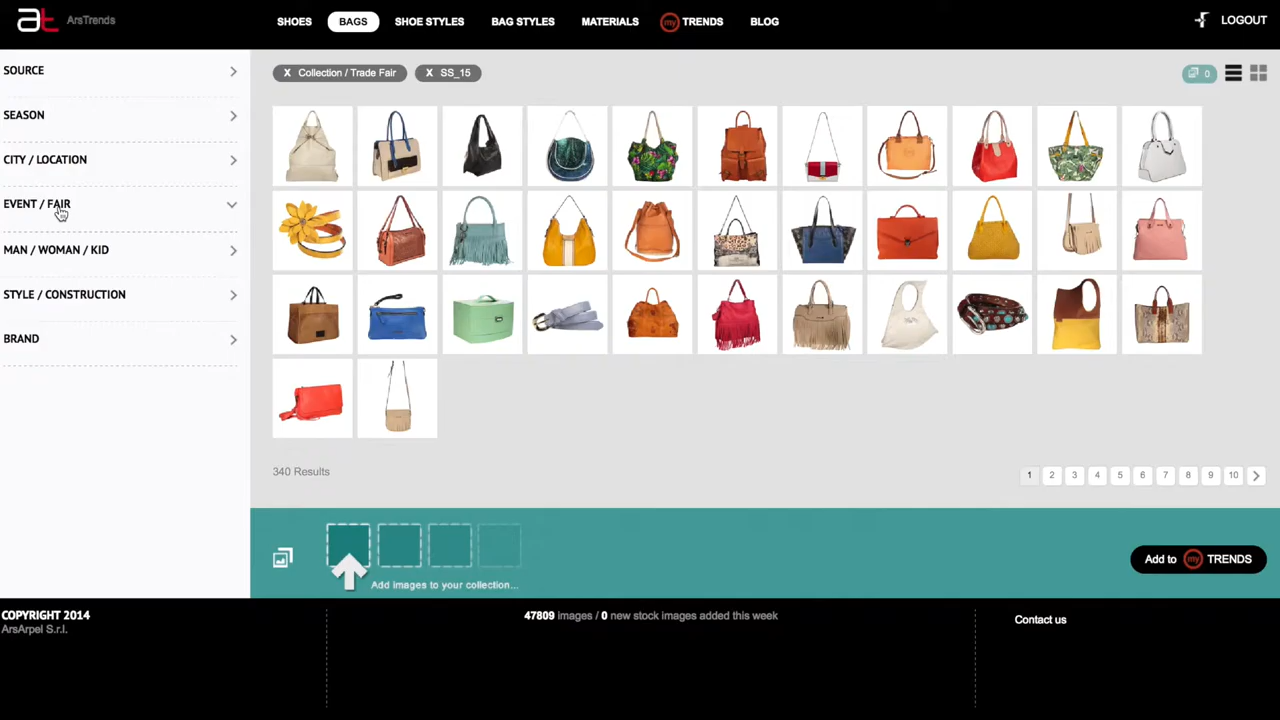 at ArsTrends
SHOES BAGS SHOE STYLES BAG STYLES MATERIALS my TRENDS BLOG
LOGOUT
SOURCE
SEASON
CITY / LOCATION
EVENT / FAIR
MAN / WOMAN / KID
STYLE / CONSTRUCTION
BRAND
X Collection / Trade Fair X SS_15
0
340 Results
1 2 3 4 5 6 7 8 9 10
Add images to your collection...
Add to my TRENDS
COPYRIGHT 2014
ArsArpel S.r.l.
47809 images / 0 new stock images added this week
Contact us